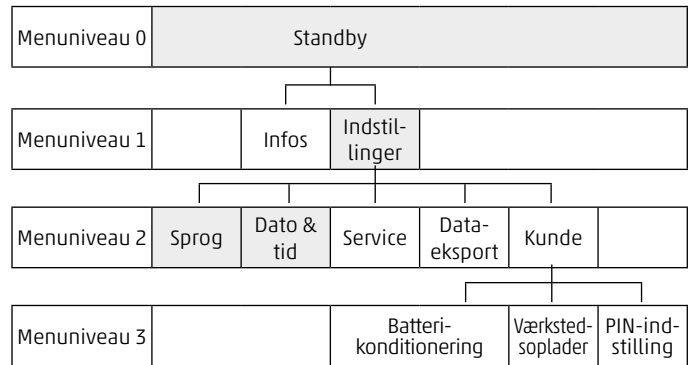 Menuniveau 0
Standby
Menuniveau 1
Infos
Indstil-
linger
Menuniveau 2
Sprog
Dato &
tid
Service
Data-
eksport
Kunde
Menuniveau 3
Batteri-
konditionering
Værksted-
soplader
PIN-ind-
stilling